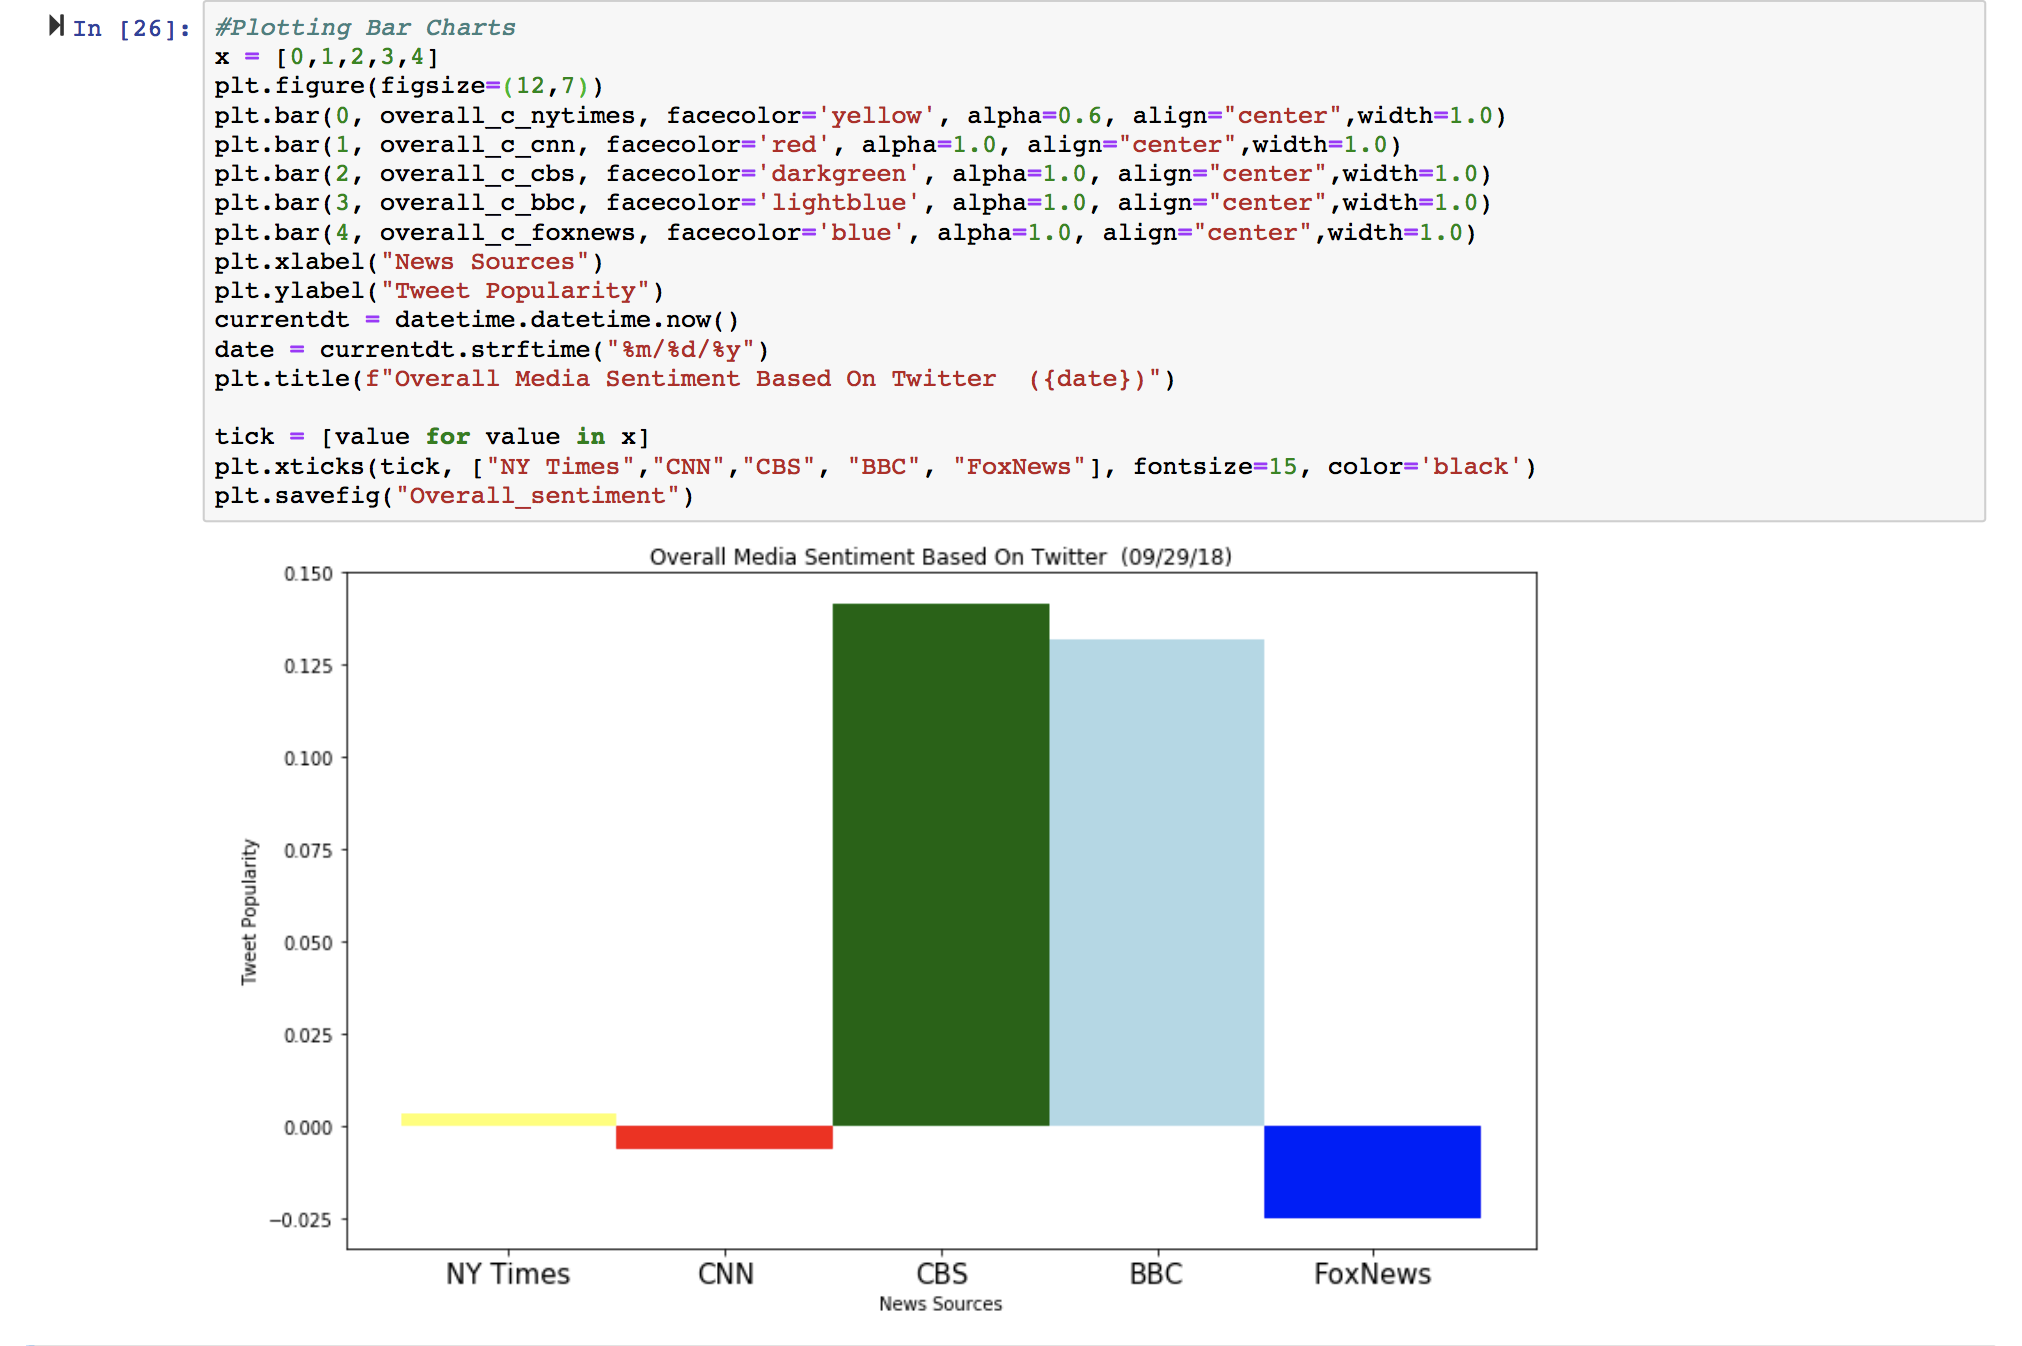 In [26]:
#Plotting Bar Charts
x = [0,1,2,3,4]
plt.figure(figsize=(12,7))
plt.bar(0, overall_c_nytimes, facecolor='yellow', alpha=0.6, align="center",width=1.0)
plt.bar(1, overall_c_cnn, facecolor='red', alpha=1.0, align="center",width=1.0)
plt.bar(2, overall_c_cbs, facecolor='darkgreen', alpha=1.0, align="center",width=1.0)
plt.bar(3, overall_c_bbc, facecolor='lightblue', alpha=1.0, align="center",width=1.0)
plt.bar(4, overall_c_foxnews, facecolor='blue', alpha=1.0, align="center",width=1.0)
plt.xlabel("News Sources")
plt.ylabel("Tweet Popularity")
currentdt = datetime.datetime.now()
date = currentdt.strftime("%m/%d/%y")
plt.title(f"Overall Media Sentiment Based On Twitter  ({date})")
tick = [value for value in x]
plt.xticks(tick, ["NY Times","CNN","CBS", "BBC", "FoxNews"], fontsize=15, color='black')
plt.savefig("Overall_sentiment")
Overall Media Sentiment Based On Twitter  (09/29/18)
0.150
0.125
0.100
0.075
0.050
0.025
0.000
−0.025
Tweet Popularity
NY Times CNN CBS BBC FoxNews
News Sources